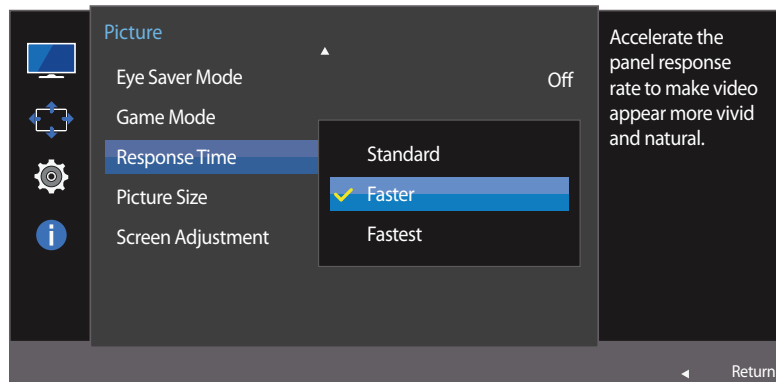 Picture
Eye Saver Mode Off
Game Mode
Response Time
Picture Size
Screen Adjustment
Standard
Faster
Fastest
Accelerate the
panel response
rate to make video
appear more vivid
and natural.
Return